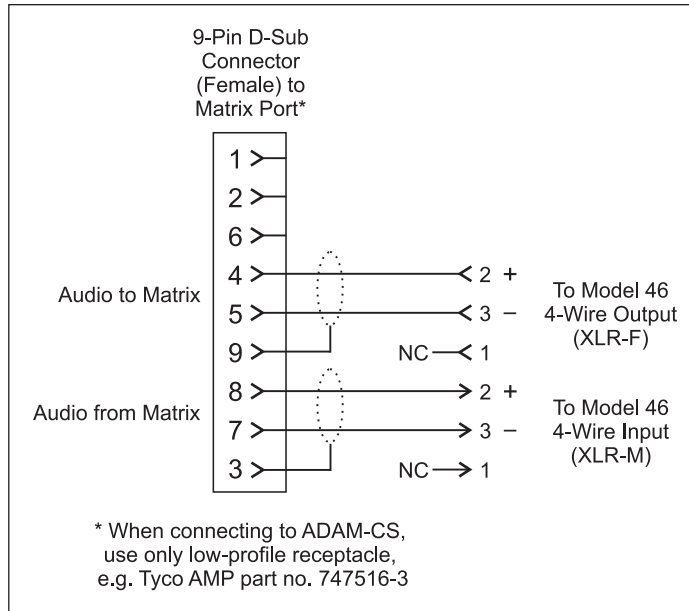 9-Pin D-Sub
Connector
(Female) to
Matrix Port*
1
2
6
4
5
9
8
7
3
Audio to Matrix
Audio from Matrix
2 +
3 –
NC 1
To Model 46
4-Wire Output
(XLR-F)
2 +
3 –
NC 1
To Model 46
4-Wire Input
(XLR-M)
* When connecting to ADAM-CS,
use only low-profile receptacle,
e.g. Tyco AMP part no. 747516-3